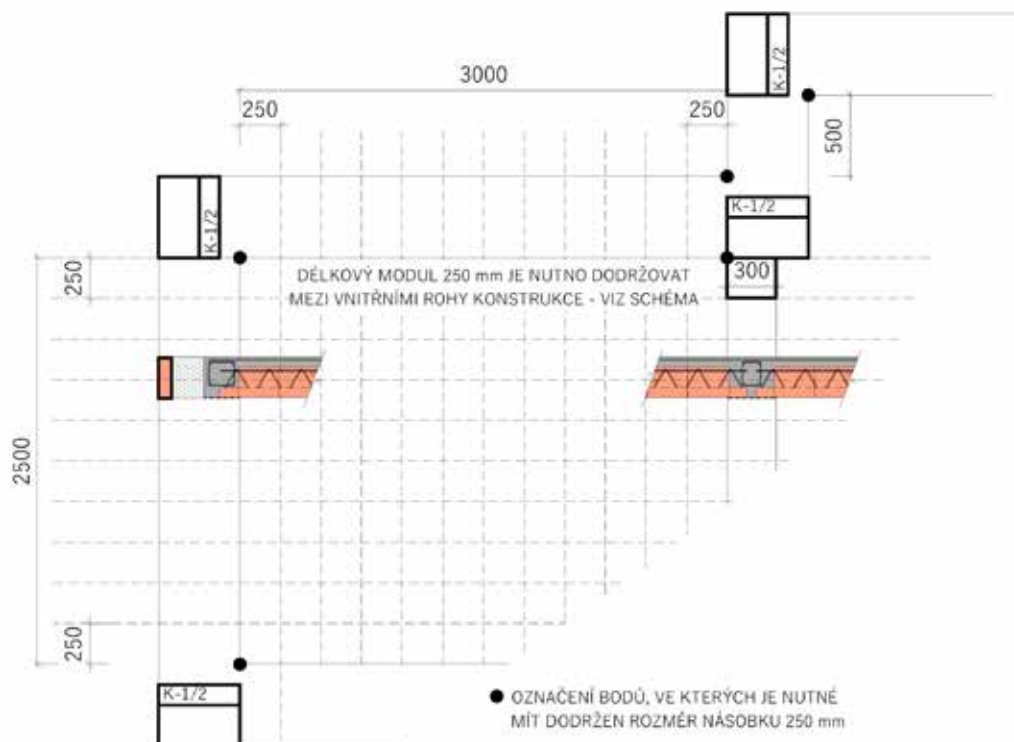 K-1/2
3000
250
250
500
K-1/2
K-1/2
250
300
DÉLKOVÝ MODUL 250 mm JE NUTNO DODRŽOVAT
MEZI VNITŘNÍMI ROHY KONSTRUKCE - VIZ SCHÉMA
2500
250
K-1/2
OZNAČENÍ BODŮ, VE KTERÝCH JE NUTNÉ
MÍT DODRŽEN ROZMĚR NÁSOBKU 250 mm